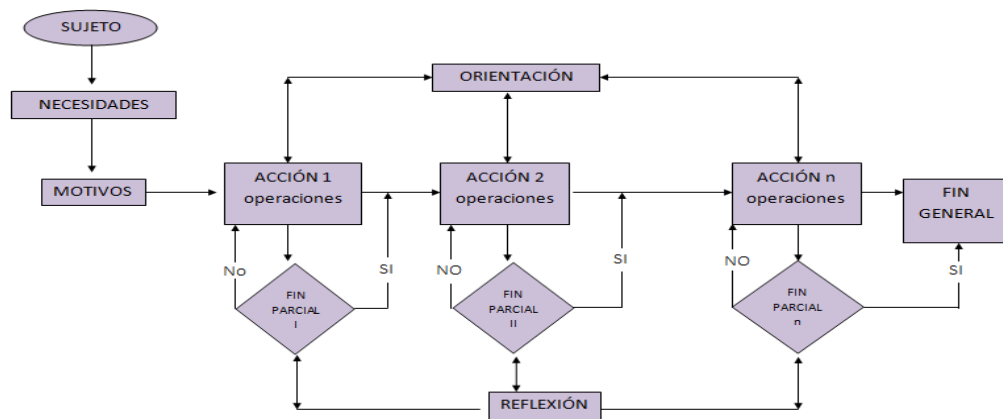 SUJETO
ORIENTACIÓN
NECESIDADES
MOTIVOS
ACCIÓN 1
operaciones
ACCIÓN 2
operaciones
ACCIÓN n
operaciones
FIN
GENERAL
No
SI
NO
SI
NO
SI
FIN
PARCIAL
I
FIN
PARCIAL
II
FIN
PARCIAL
n
REFLEXIÓN